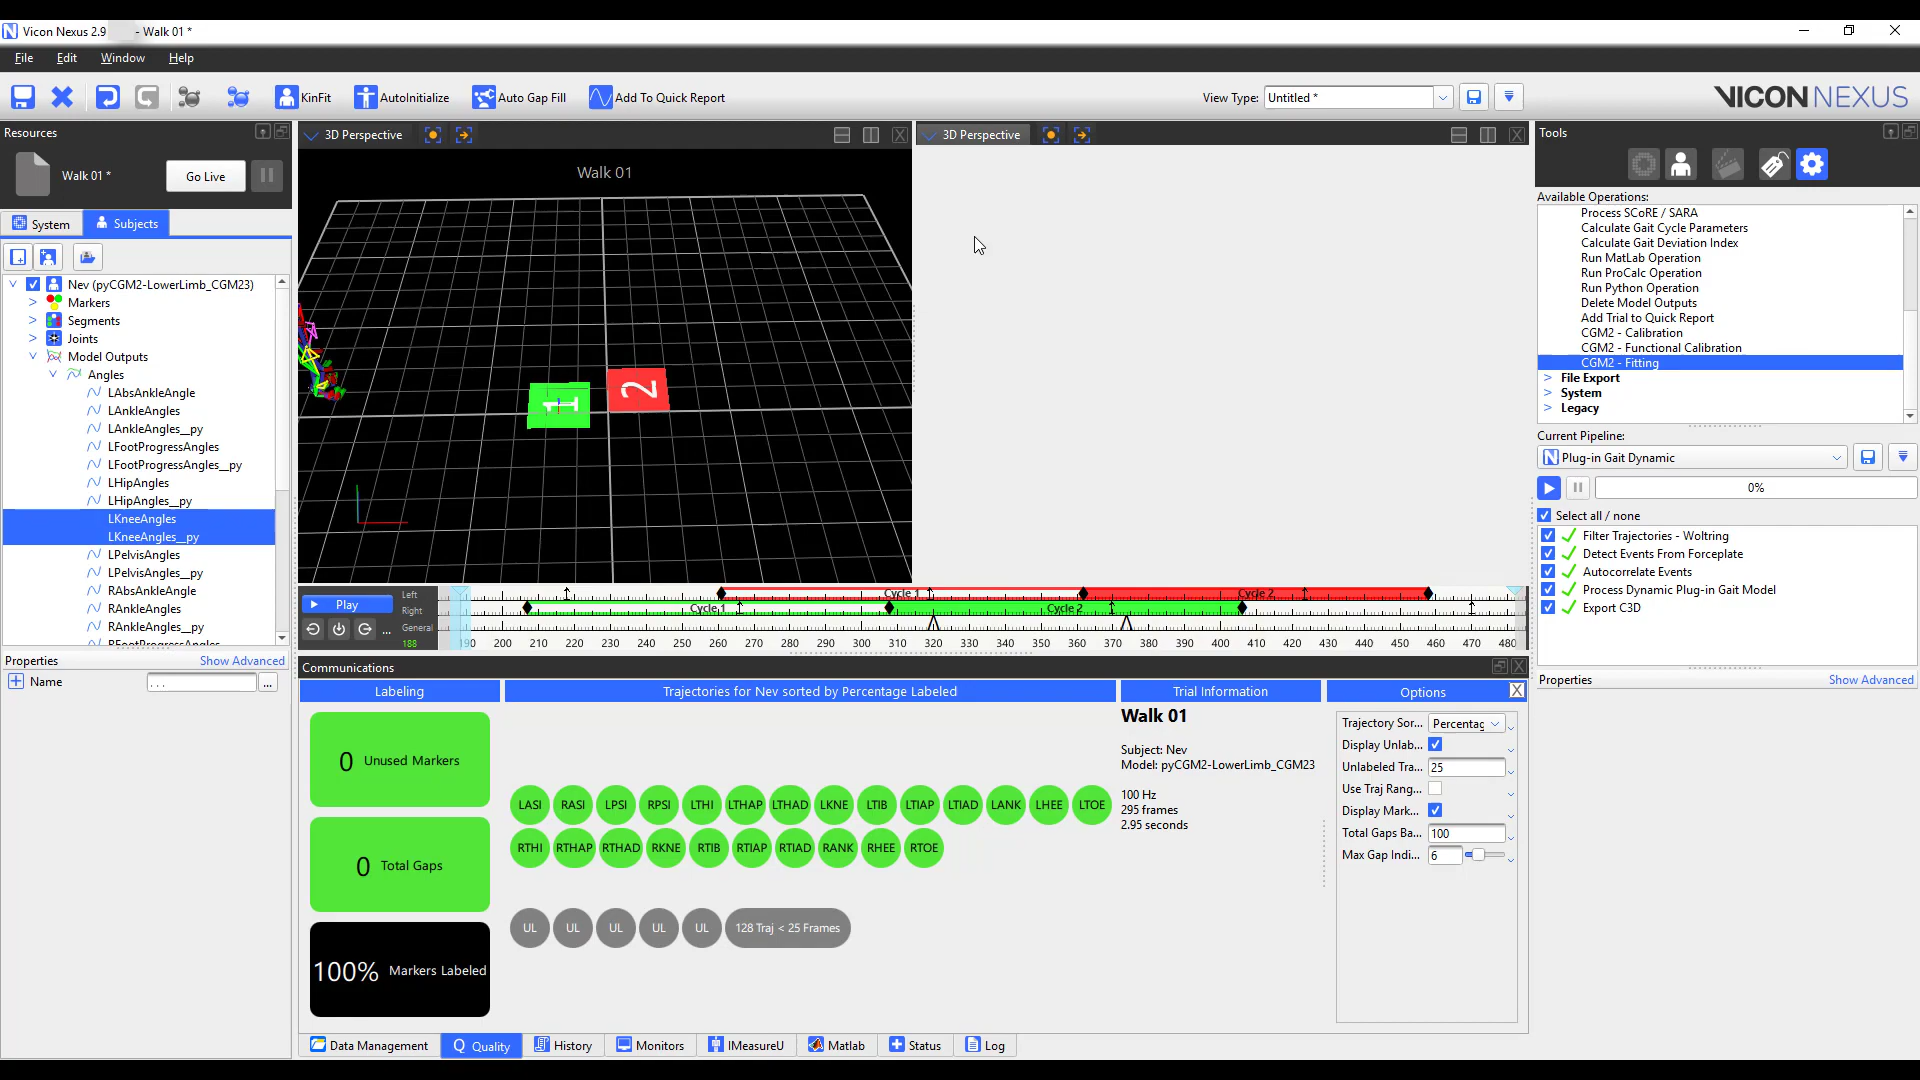 Vicon Nexus 2.9 - Walk 01 *
File Edit Window Help
KinFit AutoInitialize Auto Gap Fill Add To Quick Report View Type: Untitled * VICON NEXUS
Resources
Walk 01 * Go Live
System Subjects
Nev (pyCGM2-LowerLimb_CGM23)
Markers
Segments
Joints
Model Outputs
Angles
LAbsAnkleAngle
LAnkleAngles
LAnkleAngles__py
LFootProgressAngles
LFootProgressAngles__py
LHipAngles
LHipAngles__py
LKneeAngles
LKneeAngles__py
LPelvisAngles
LPelvisAngles__py
RAbsAnkleAngle
RAnkleAngles
RAnkleAngles__py
RFootProgressAngles
Properties Show Advanced
Name ... ...
3D Perspective
Walk 01
1 2
3D Perspective
Play Left
Right
... General
188
Cycle 1 Cycle 2
Cycle 1 Cycle 2
190 200 210 220 230 240 250 260 270 280 290 300 310 320 330 340 350 360 370 380 390 400 410 420 430 440 450 460 470 480
Communications
Labeling Trajectories for Nev sorted by Percentage Labeled Trial Information Options
0 Unused Markers
0 Total Gaps
100% Markers Labeled
LASI RASI LPSI RPSI LTHI LTHAP LTHAD LKNE LTIB LTIAP LTIAD LANK LHEE LTOE
RTHI RTHAP RTHAD RKNE RTIB RTIAP RTIAD RANK RHEE RTOE
UL UL UL UL UL 128 Traj < 25 Frames
Walk 01
Subject: Nev
Model: pyCGM2-LowerLimb_CGM23
100 Hz
295 frames
2.95 seconds
Trajectory Sor... Percentag
Display Unlab...
Unlabeled Tra... 25
Use Traj Rang...
Display Mark...
Total Gaps Ba... 100
Max Gap Indi... 6
Data Management Quality History Monitors IMeasureU Matlab Status Log
Tools
Available Operations:
Process SCoRE / SARA
Calculate Gait Cycle Parameters
Calculate Gait Deviation Index
Run MatLab Operation
Run ProCalc Operation
Run Python Operation
Delete Model Outputs
Add Trial to Quick Report
CGM2 - Calibration
CGM2 - Functional Calibration
CGM2 - Fitting
File Export
System
Legacy
Current Pipeline:
Plug-in Gait Dynamic
0%
Select all / none
Filter Trajectories - Woltring
Detect Events From Forceplate
Autocorrelate Events
Process Dynamic Plug-in Gait Model
Export C3D
Properties Show Advanced